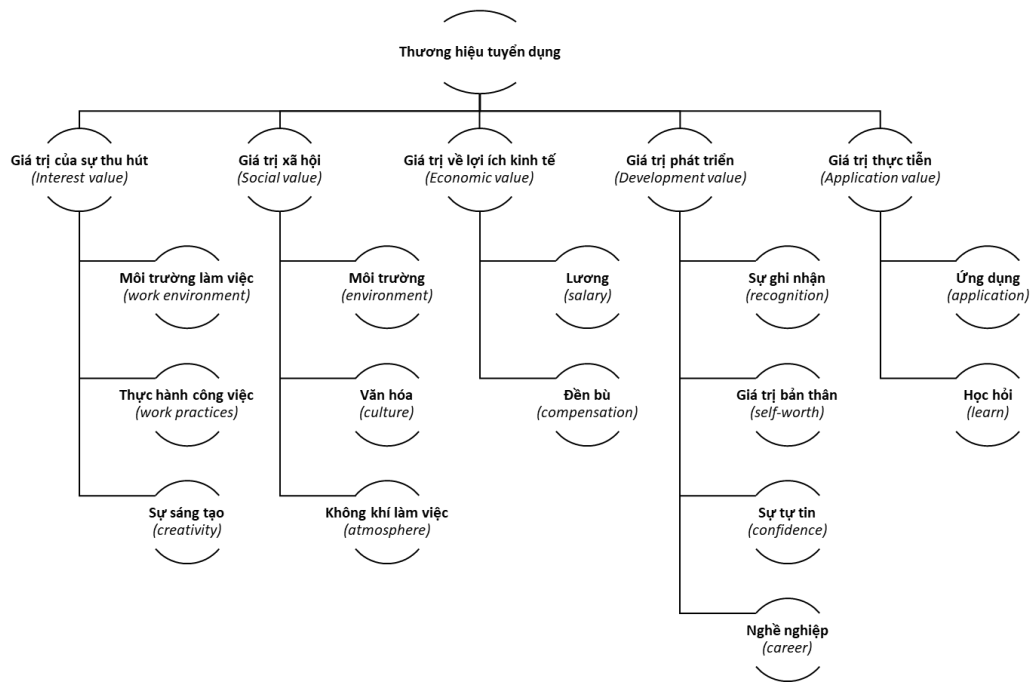 Thương hiệu tuyển dụng
Giá trị của sự thu hút
(Interest value)
Giá trị xã hội
(Social value)
Giá trị về lợi ích kinh tế
(Economic value)
Giá trị phát triển
(Development value)
Giá trị thực tiễn
(Application value)
Môi trường làm việc
(work environment)
Thực hành công việc
(work practices)
Sự sáng tạo
(creativity)
Môi trường
(environment)
Văn hóa
(culture)
Không khí làm việc
(atmosphere)
Lương
(salary)
Đền bù
(compensation)
Sự ghi nhận
(recognition)
Giá trị bản thân
(self-worth)
Sự tự tin
(confidence)
Nghề nghiệp
(career)
Ứng dụng
(application)
Học hỏi
(learn)